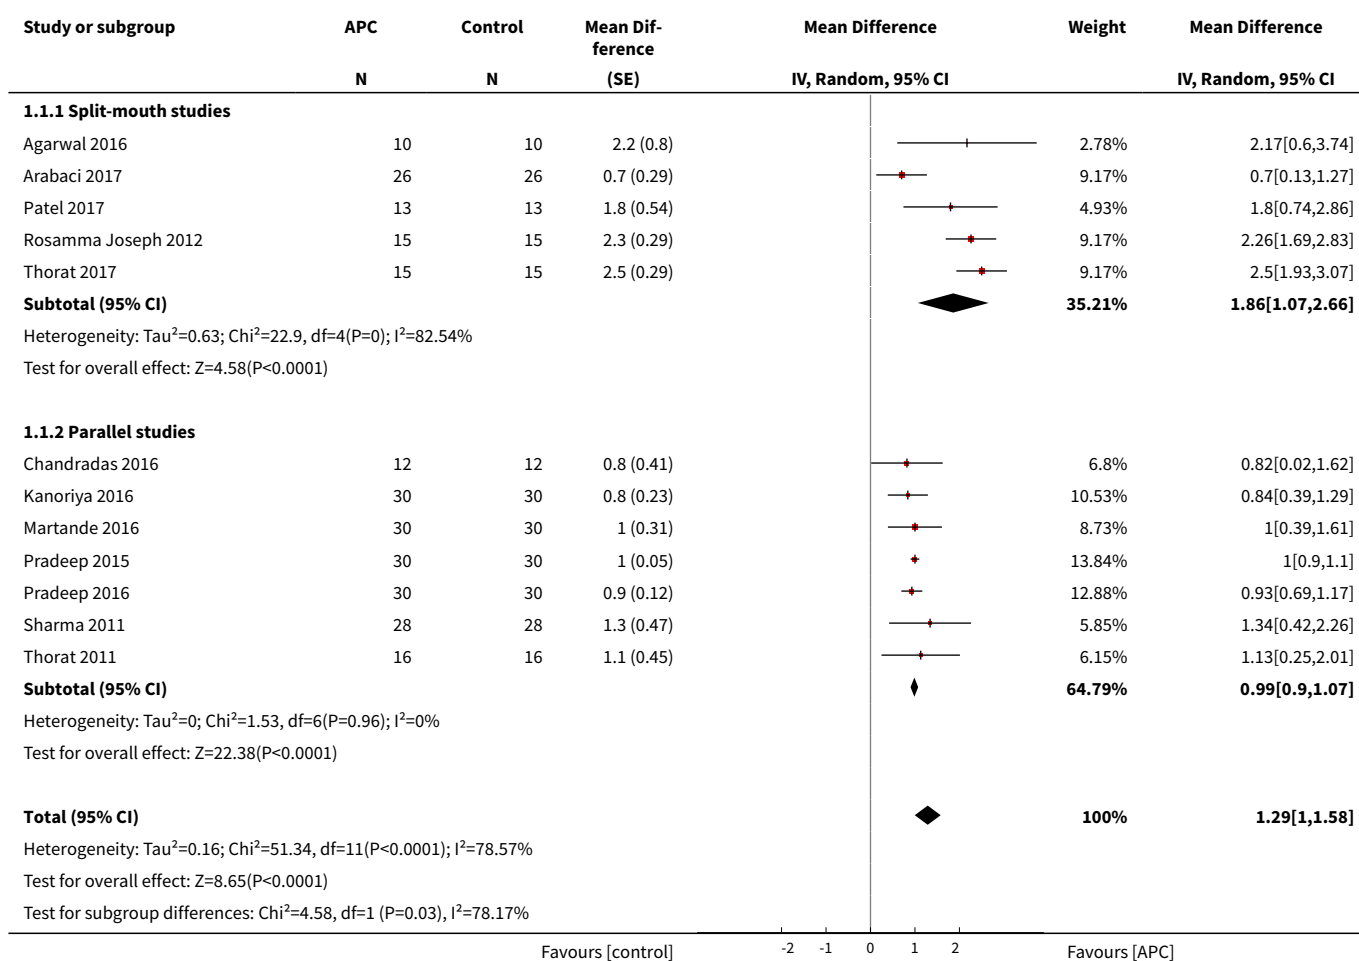 Study or subgroup APC Control Mean Dif- Mean Difference Weight Mean Difference
ference
N N (SE) IV, Random, 95% CI IV, Random, 95% CI
1.1.1 Split-mouth studies
Agarwal 2016 10 10 2.2 (0.8) 2.78% 2.17[0.6,3.74]
Arabaci 2017 26 26 0.7 (0.29) 9.17% 0.7[0.13,1.27]
Patel 2017 13 13 1.8 (0.54) 4.93% 1.8[0.74,2.86]
Rosamma Joseph 2012 15 15 2.3 (0.29) 9.17% 2.26[1.69,2.83]
Thorat 2017 15 15 2.5 (0.29) 9.17% 2.5[1.93,3.07]
Subtotal (95% CI) 35.21% 1.86[1.07,2.66]
Heterogeneity: Tau²=0.63; Chi²=22.9, df=4(P=0); I²=82.54%
Test for overall effect: Z=4.58(P<0.0001)
1.1.2 Parallel studies
Chandradas 2016 12 12 0.8 (0.41) 6.8% 0.82[0.02,1.62]
Kanoriya 2016 30 30 0.8 (0.23) 10.53% 0.84[0.39,1.29]
Martande 2016 30 30 1 (0.31) 8.73% 1[0.39,1.61]
Pradeep 2015 30 30 1 (0.05) 13.84% 1[0.9,1.1]
Pradeep 2016 30 30 0.9 (0.12) 12.88% 0.93[0.69,1.17]
Sharma 2011 28 28 1.3 (0.47) 5.85% 1.34[0.42,2.26]
Thorat 2011 16 16 1.1 (0.45) 6.15% 1.13[0.25,2.01]
Subtotal (95% CI) 64.79% 0.99[0.9,1.07]
Heterogeneity: Tau²=0; Chi²=1.53, df=6(P=0.96); I²=0%
Test for overall effect: Z=22.38(P<0.0001)
Total (95% CI) 100% 1.29[1,1.58]
Heterogeneity: Tau²=0.16; Chi²=51.34, df=11(P<0.0001); I²=78.57%
Test for overall effect: Z=8.65(P<0.0001)
Test for subgroup differences: Chi²=4.58, df=1 (P=0.03), I²=78.17%
Favours [control] -2 -1 0 1 2 Favours [APC]